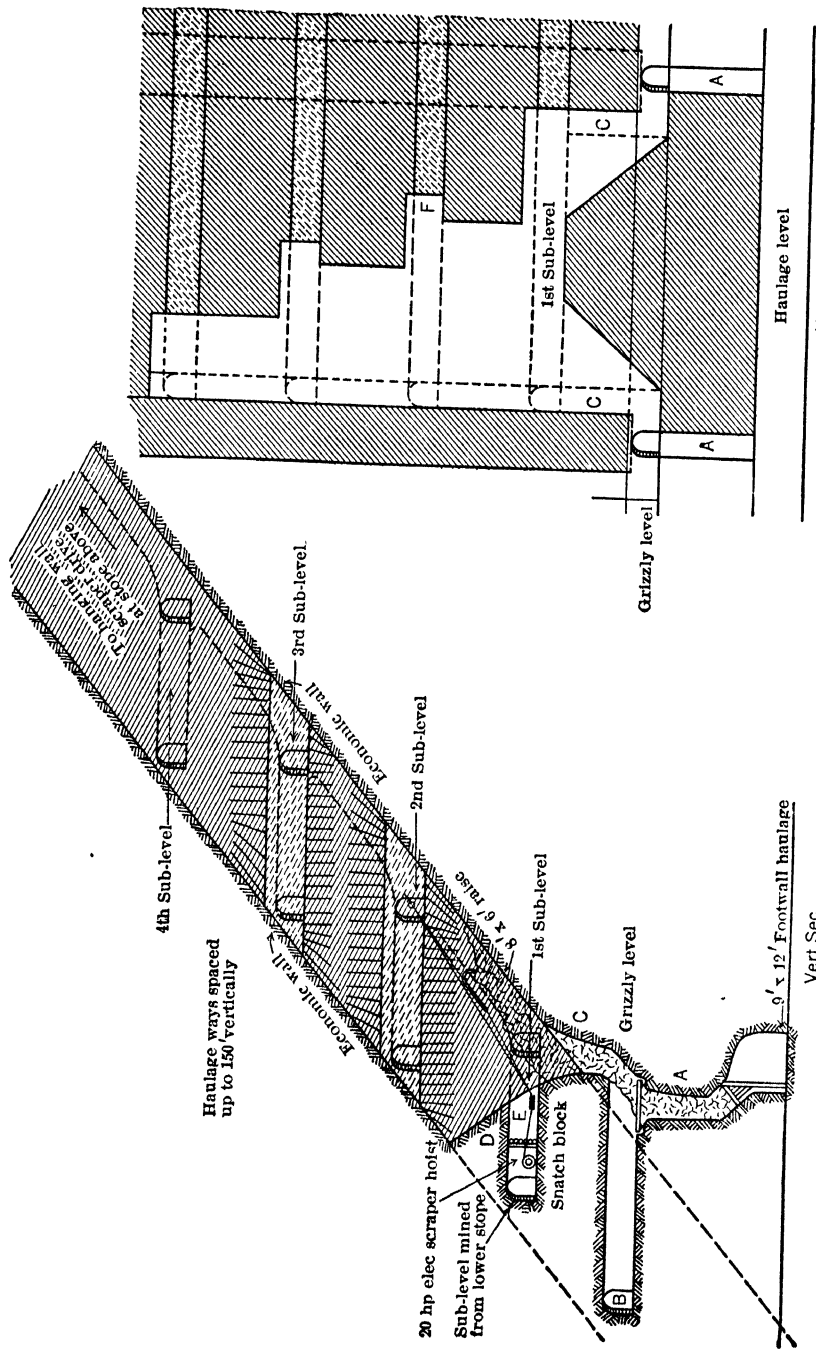 To hanging wall
scraper drive
at stope above
4th Sub-level
3rd Sub-level
Economic wall
Economic wall
Haulage ways spaced
up to 150' vertically
2nd Sub-level
8' x 6' raise
1st Sub-level
20 hp elec scraper hoist
D
E
Sub-level mined
from lower stope
Snatch block
C
Grizzly level
B
A
9' x 12' Footwall haulage
Vert Sec
F
1st Sub-level
C
C
Grizzly level
A
A
Haulage level